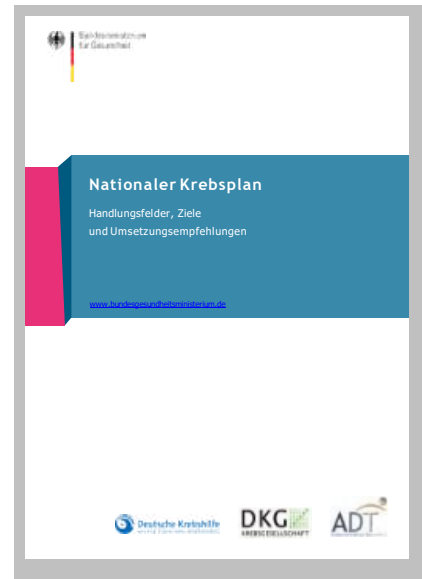 Bundesministerium
für Gesundheit
Nationaler Krebsplan
Handlungsfelder, Ziele
und Umsetzungsempfehlungen
www.bundesgesundheitsministerium.de
Deutsche Krebshilfe
DKG
KREBSGESELLSCHAFT
ADT